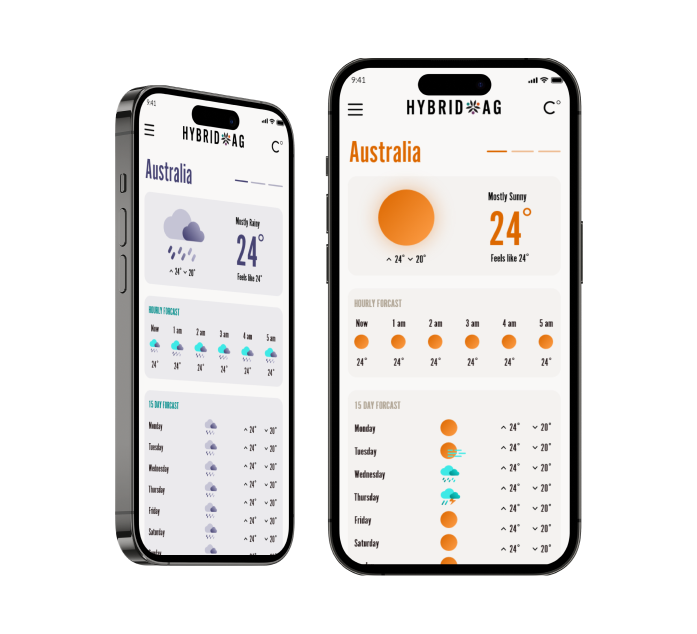 9:41
HYBRID AG
C°
Australia
Mostly Rainy
24°
24° 20°
Feels like 24°
HOURLY FORCAST
Now 1 am 2 am 3 am 4 am 5 am
24° 24° 24° 24° 24° 24°
15 DAY FORCAST
Monday 24° 20°
Tuesday 24° 20°
Wednesday 24° 20°
Thursday 24° 20°
Friday 24° 20°
Saturday 24° 20°
24° 20°
9:41
HYBRID AG
C°
Australia
Mostly Sunny
24°
24° 20°
Feels like 24°
HOURLY FORCAST
Now 1 am 2 am 3 am 4 am 5 am
24° 24° 24° 24° 24° 24°
15 DAY FORCAST
Monday 24° 20°
Tuesday 24° 20°
Wednesday 24° 20°
Thursday 24° 20°
Friday 24° 20°
Saturday 24° 20°
24° 20°